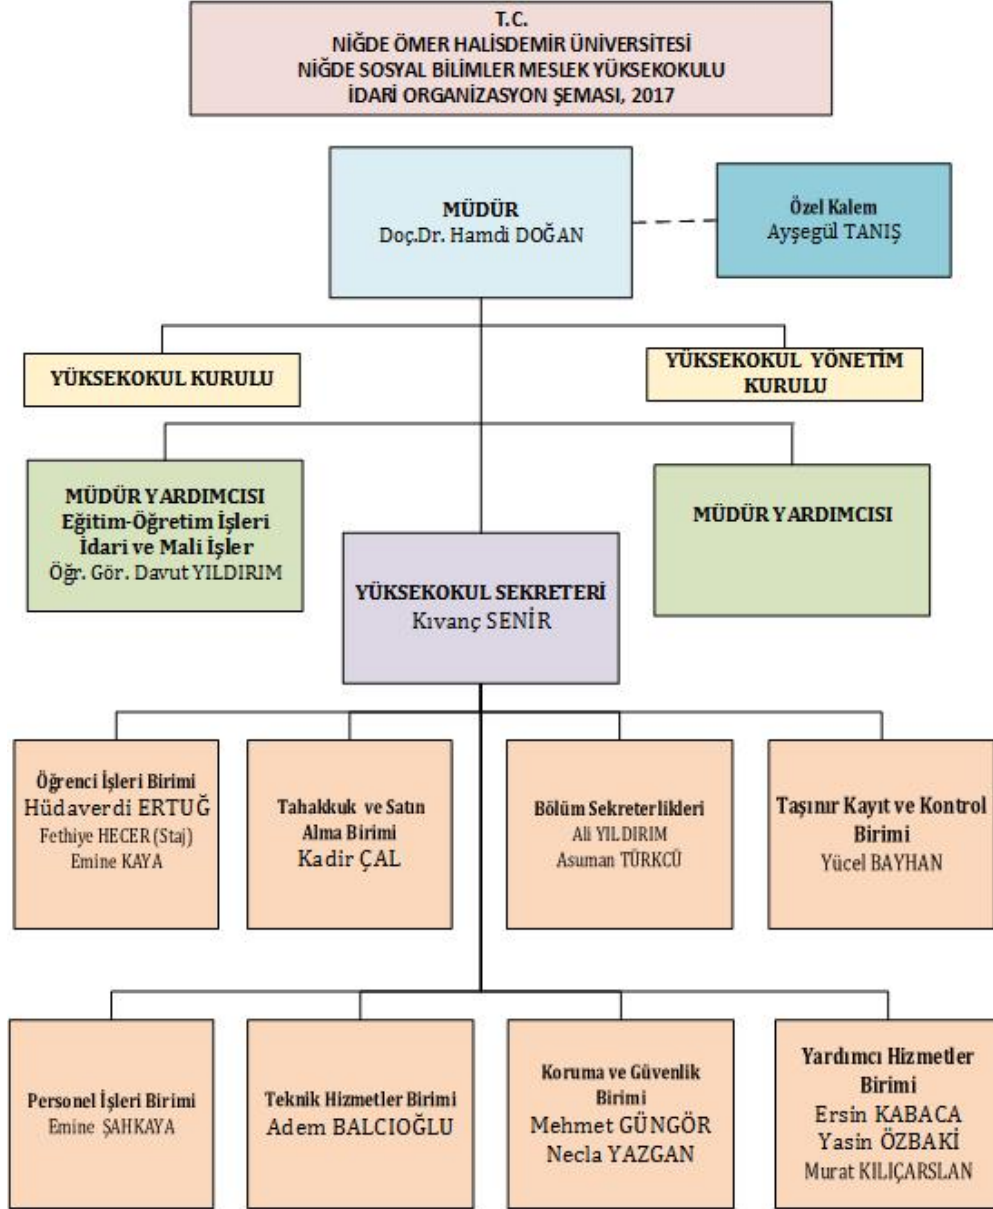 T.C.
NİĞDE ÖMER HALİSDEMİR ÜNİVERSİTESİ
NİĞDE SOSYAL BİLİMLER MESLEK YÜKSEKOKULU
İDARİ ORGANİZASYON ŞEMASI, 2017
MÜDÜR
Doç.Dr. Hamdi DOĞAN
Özel Kalem
Ayşegül TANIŞ
YÜKSEKOKUL KURULU
YÜKSEKOKUL YÖNETİM
KURULU
MÜDÜR YARDIMCISI
Eğitim-Öğretim İşleri
İdari ve Mali İşler
Öğr. Gör. Davut YILDIRIM
MÜDÜR YARDIMCISI
YÜKSEKOKUL SEKRETERİ
Kıvanç SENİR
Öğrenci İşleri Birimi
Hüdaverdi ERTUĞ
Fethiye HECER (Staj)
Emine KAYA
Tahakkuk ve Satın
Alma Birimi
Kadir ÇAL
Bölüm Sekreterlikleri
Ali YILDIRIM
Asuman TÜRKCÜ
Taşınır Kayıt ve Kontrol
Birimi
Yücel BAYHAN
Personel İşleri Birimi
Emine ŞAHKAYA
Teknik Hizmetler Birimi
Adem BALCIOĞLU
Koruma ve Güvenlik
Birimi
Mehmet GÜNGÖR
Necla YAZGAN
Yardımcı Hizmetler
Birimi
Ersin KABACA
Yasin ÖZBAKİ
Murat KILIÇARSLAN